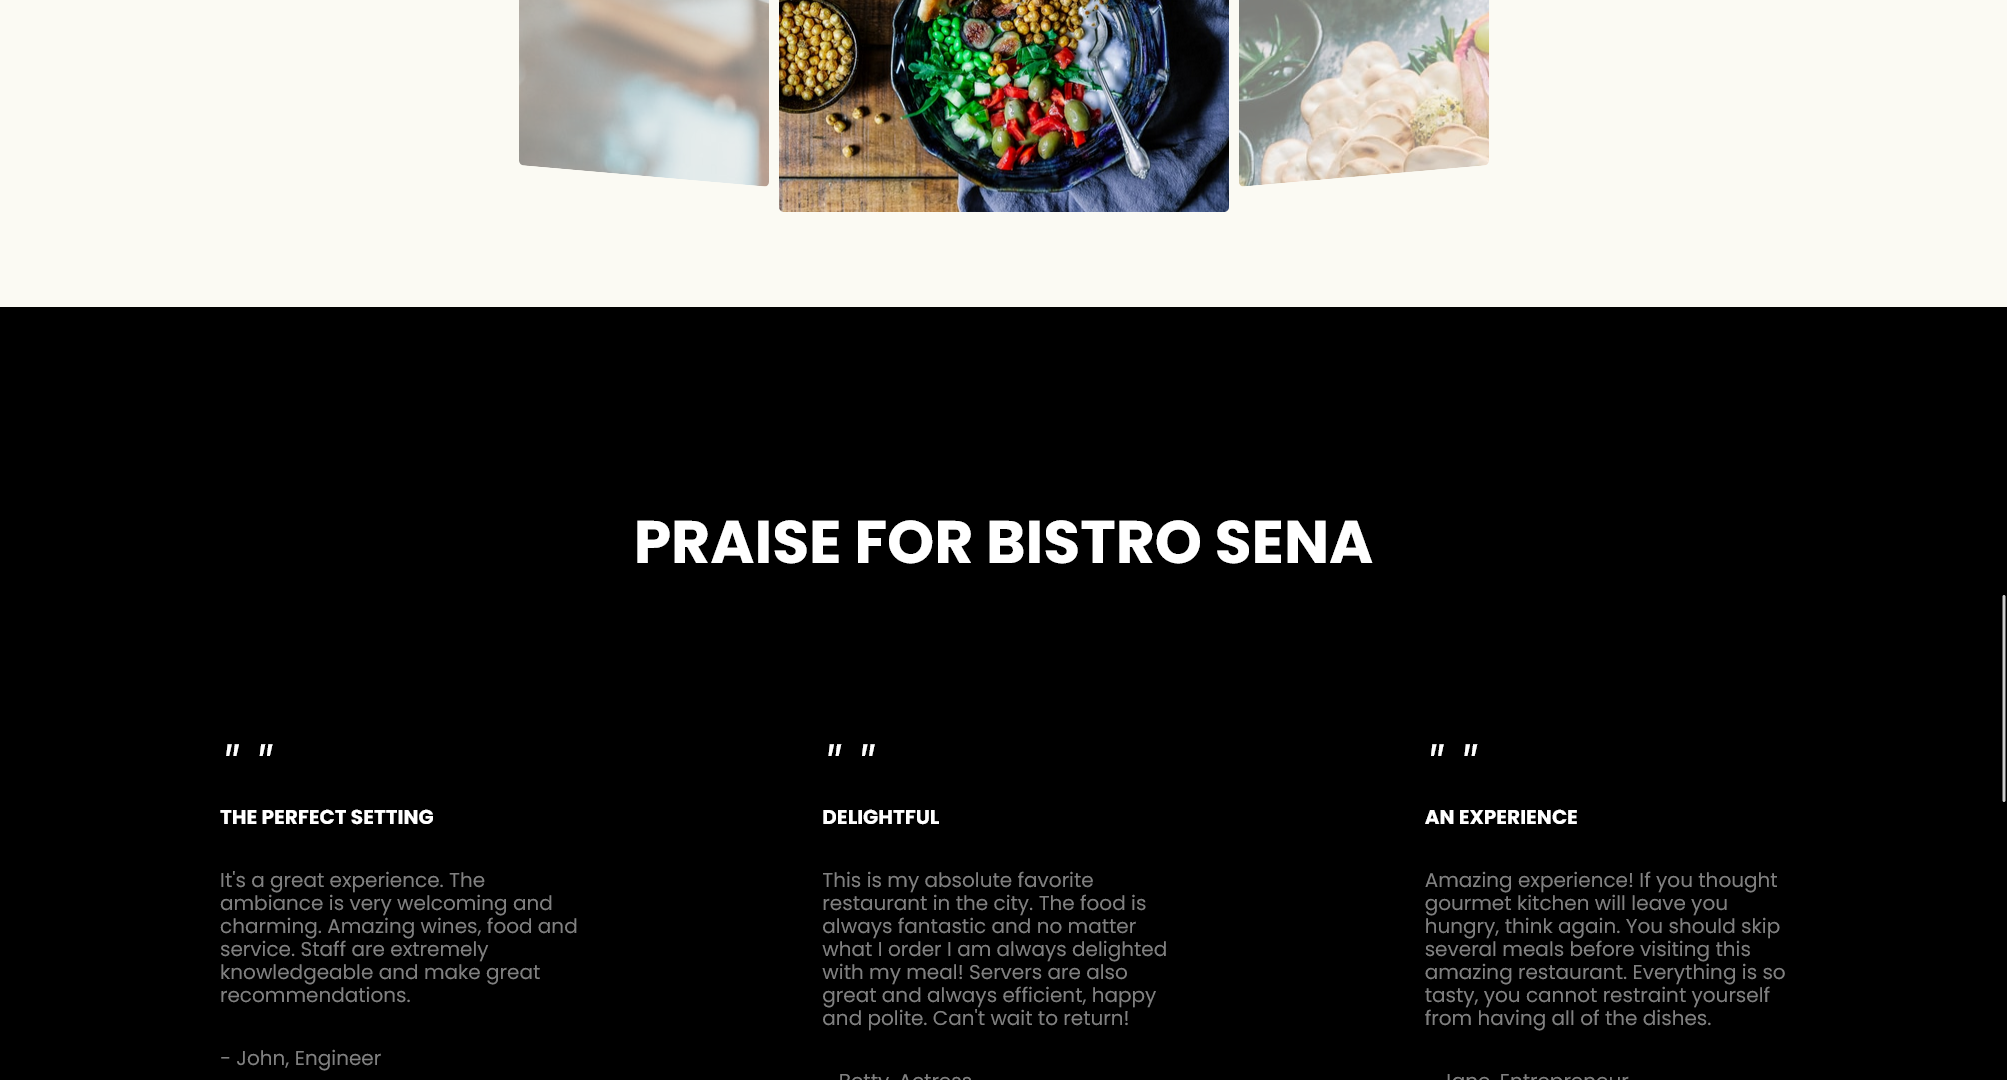 PRAISE FOR BISTRO SENA
" "
THE PERFECT SETTING
It's a great experience. The
ambiance is very welcoming and
charming. Amazing wines, food and
service. Staff are extremely
knowledgeable and make great
recommendations.
- John, Engineer
" "
DELIGHTFUL
This is my absolute favorite
restaurant in the city. The food is
always fantastic and no matter
what I order I am always delighted
with my meal! Servers are also
great and always efficient, happy
and polite. Can't wait to return!
- Betty, Actress
" "
AN EXPERIENCE
Amazing experience! If you thought
gourmet kitchen will leave you
hungry, think again. You should skip
several meals before visiting this
amazing restaurant. Everything is so
tasty, you cannot restraint yourself
from having all of the dishes.
- Jane, Entrepreneur